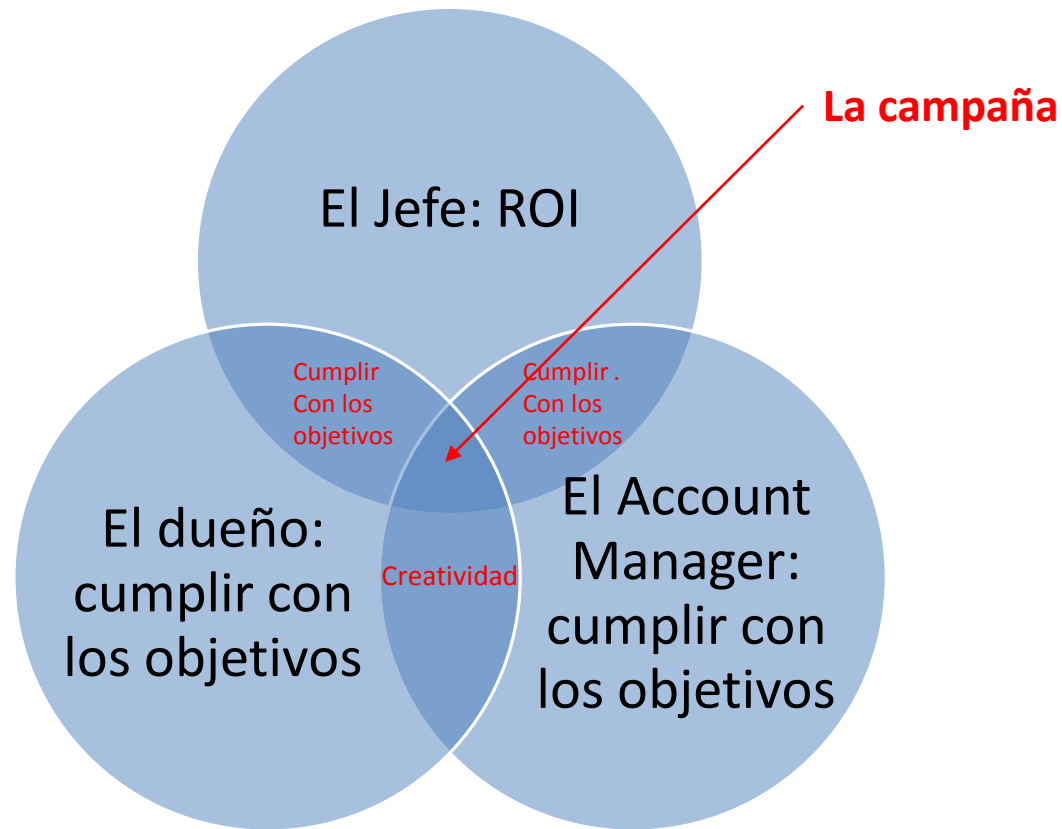 La campaña
El Jefe: ROI
Cumplir
Con los
objetivos
Cumplir .
Con los
objetivos
El dueño:
cumplir con
los objetivos
Creatividad
El Account
Manager:
cumplir con
los objetivos